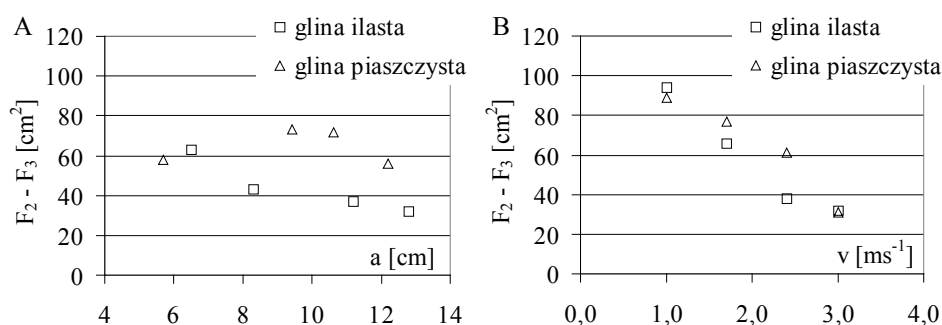 A
□ glina ilasta
△ glina piaszczysta
F₂ - F₃ [cm²]
120
100
80
60
40
20
0
a [cm]
4 6 8 10 12 14
B
□ glina ilasta
△ glina piaszczysta
F₂ - F₃ [cm²]
120
100
80
60
40
20
0
v [ms⁻¹]
0,0 1,0 2,0 3,0 4,0